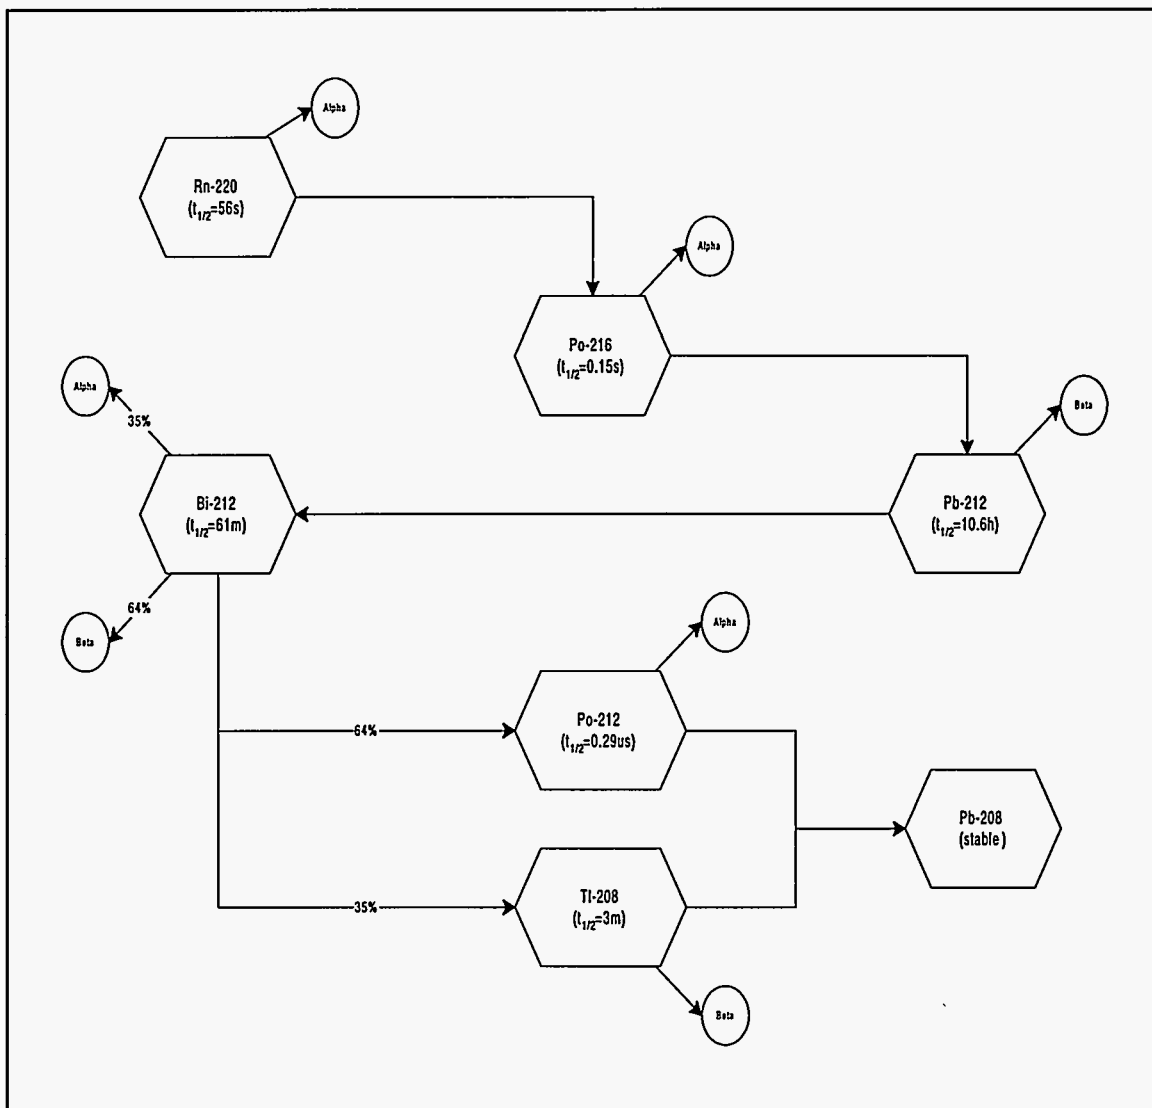 Alpha
Rn-220
(t1/2=56s)
Alpha
Po-216
(t1/2=0.15s)
Alpha
35%
Beta
Bi-212
(t1/2=61m)
Pb-212
(t1/2=10.6h)
64%
Beta
Alpha
64%
Po-212
(t1/2=0.29us)
Pb-208
(stable)
35%
Tl-208
(t1/2=3m)
Beta